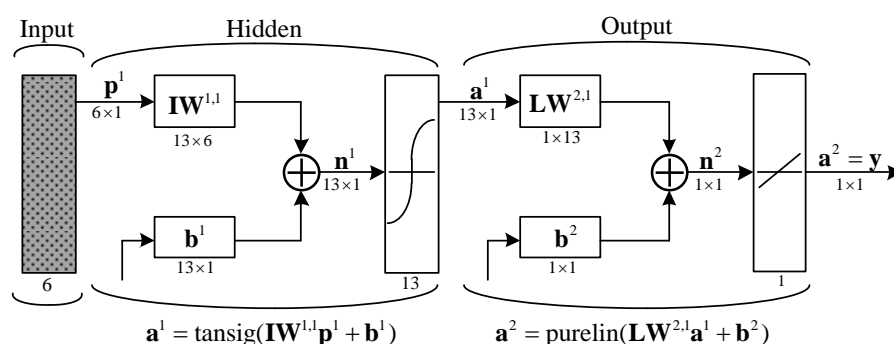 Input Hidden Output
p¹ a¹
6×1 IW¹,¹ 13×1 LW²,¹
13×6 1×13
n¹ n² a² = y
13×1 1×1 1×1
b¹ b²
13×1 1×1
6 13 1
a¹ = tansig(IW¹,¹p¹ + b¹) a² = purelin(LW²,¹a¹ + b²)